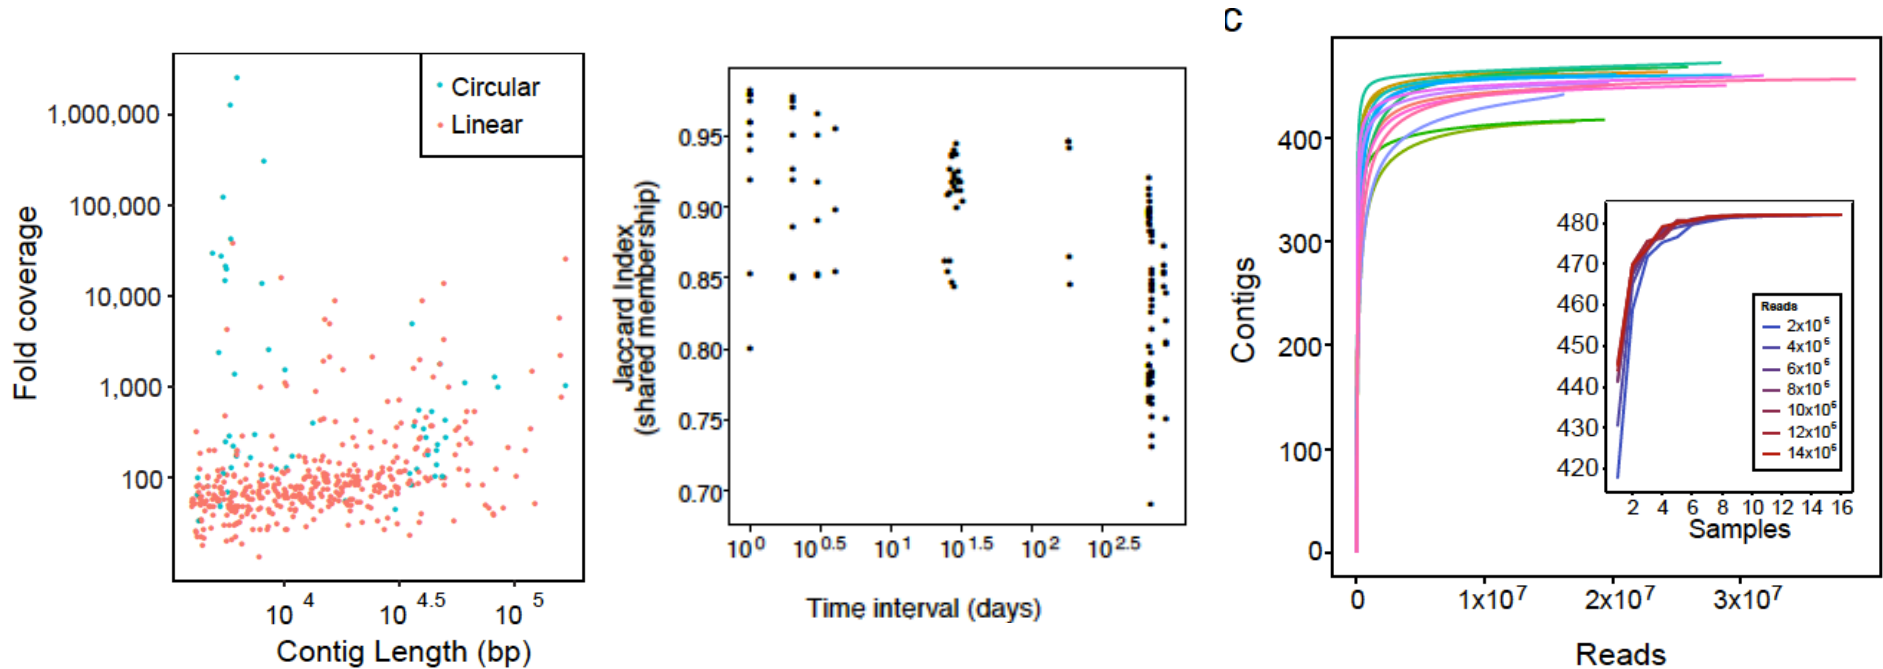 Fold coverage
1,000,000
100,000
10,000
1,000
100
Circular
Linear
10 4
10 4.5
10 5
Contig Length (bp)
Jaccard Index
(shared membership)
0.95
0.90
0.85
0.80
0.75
0.70
10^0
10^0.5
10^1
10^1.5
10^2
10^2.5
Time interval (days)
C
Contigs
400
300
200
100
0
0
1x10^7
2x10^7
3x10^7
Reads
480
470
460
450
440
430
420
2 4 6 8 10 12 14 16
Samples
Reads
2x10^6
4x10^6
6x10^6
8x10^6
10x10^6
12x10^6
14x10^6